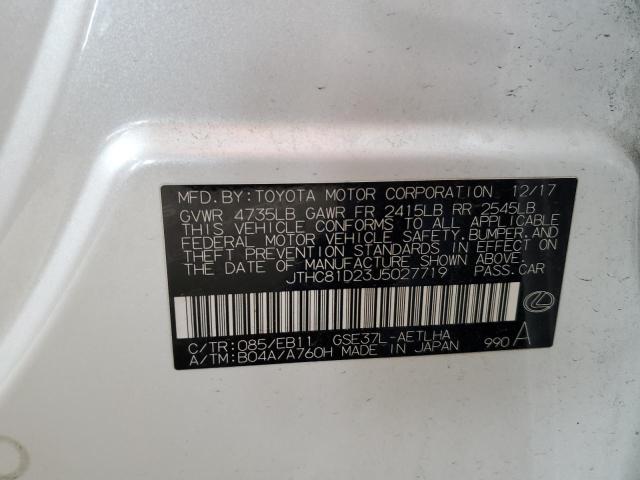 MFD. BY: TOYOTA MOTOR CORPORATION 12/17
GVWR 4735LB GAWR FR 2415LB RR 2545LB
THIS VEHICLE CONFORMS TO ALL APPLICABLE
FEDERAL MOTOR VEHICLE SAFETY, BUMPER, AND
THEFT PREVENTION STANDARDS IN EFFECT ON
THE DATE OF MANUFACTURE SHOWN ABOVE.
JTHC81D23J5027719 PASS. CAR
C/TR: 085/EB11 GSE37L-AETLHA
A/TM: B04A/A760H MADE IN JAPAN 990 A